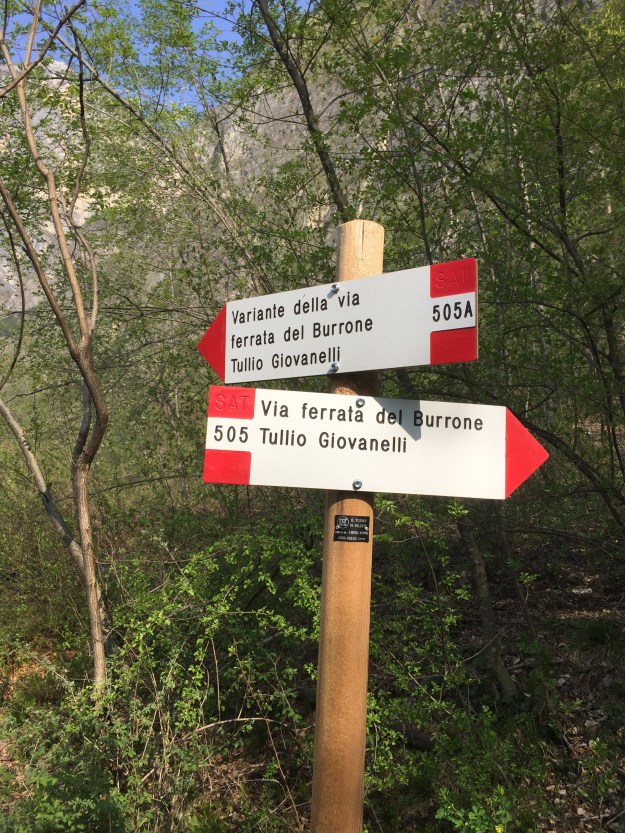 SAT
Variante della via
ferrata del Burrone
Tullio Giovanelli
505A
SAT
Via ferrata del Burrone
505 Tullio Giovanelli